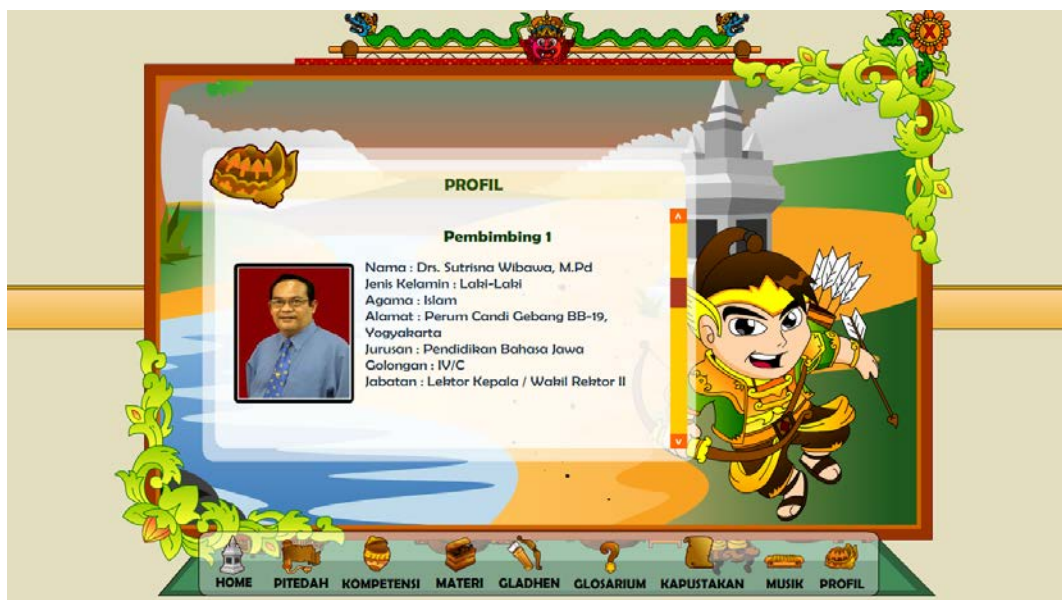 X
PROFIL
Pembimbing 1
Nama : Drs. Sutrisna Wibawa, M.Pd
Jenis Kelamin : Laki-Laki
Agama : Islam
Alamat : Perum Candi Gebang BB-19,
Yogyakarta
Jurusan : Pendidikan Bahasa Jawa
Golongan : IV/C
Jabatan : Lektor Kepala / Wakil Rektor II
HOME PITEDAH KOMPETENSI MATERI GLADHEN GLOSARIUM KAPUSTAKAN MUSIK PROFIL